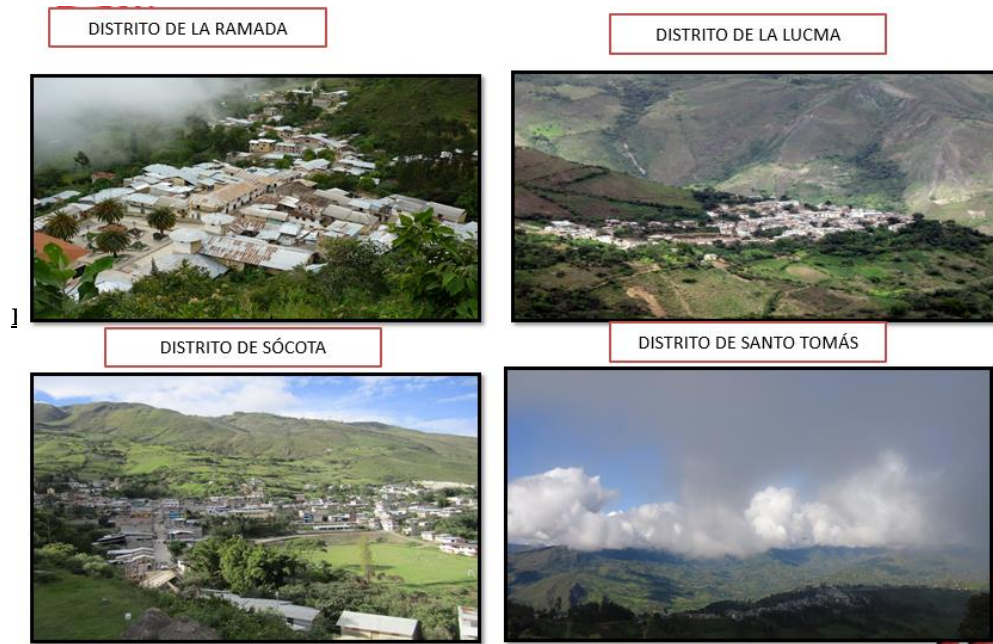 DISTRITO DE LA RAMADA
DISTRITO DE LA LUCMA
DISTRITO DE SÓCOTA
DISTRITO DE SANTO TOMÁS